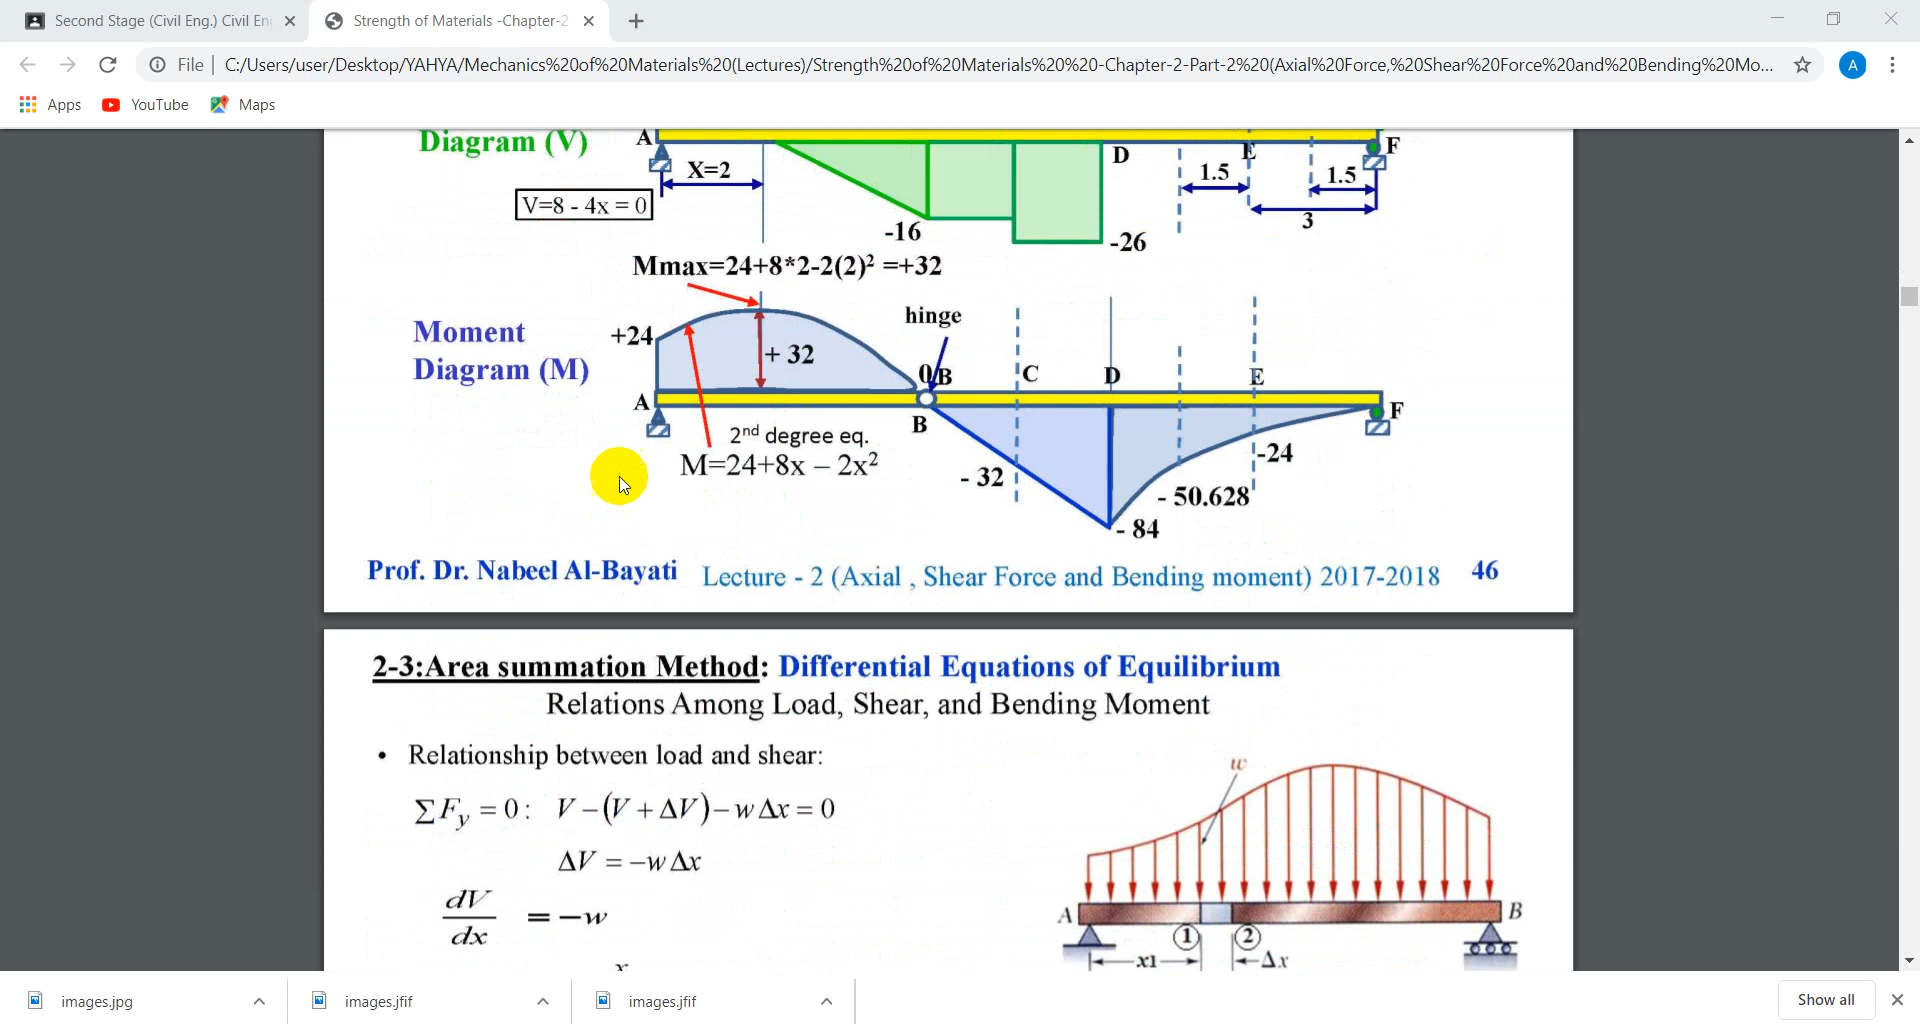 Second Stage (Civil Eng.) Civil En
Strength of Materials -Chapter-2
File | C:/Users/user/Desktop/YAHYA/Mechanics%20of%20Materials%20(Lectures)/Strength%20of%20Materials%20%20-Chapter-2-Part-2%20(Axial%20Force,%20Shear%20Force%20and%20Bending%20Mo...
A
Apps YouTube Maps
Diagram (V)
A
D
E
F
X=2
1.5
1.5
V=8 - 4x = 0
3
-16
-26
Mmax=24+8*2-2(2)² =+32
hinge
Moment
Diagram (M)
+24
+ 32
0
B
C
D
E
A
B
F
2nd degree eq.
M=24+8x – 2x²
- 32
-24
- 50.628
- 84
Prof. Dr. Nabeel Al-Bayati Lecture - 2 (Axial , Shear Force and Bending moment) 2017-2018 46
2-3:Area summation Method: Differential Equations of Equilibrium
Relations Among Load, Shear, and Bending Moment
• Relationship between load and shear:
∑Fy = 0: V – (V + ΔV) – w Δx = 0
ΔV = –w Δx
dV/dx = –w
x
w
A
B
1
2
x1
Δx
images.jpg
images.jfif
images.jfif
Show all